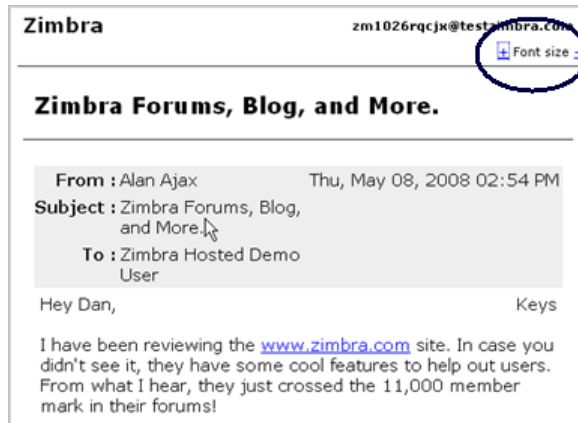 Zimbra zm1026rqcjx@testzimbra.com
+ Font size -
Zimbra Forums, Blog, and More.
From : Alan Ajax Thu, May 08, 2008 02:54 PM
Subject : Zimbra Forums, Blog,
and More.
To : Zimbra Hosted Demo
User
Hey Dan, Keys
I have been reviewing the www.zimbra.com site. In case you
didn't see it, they have some cool features to help out users.
From what I hear, they just crossed the 11,000 member
mark in their forums!